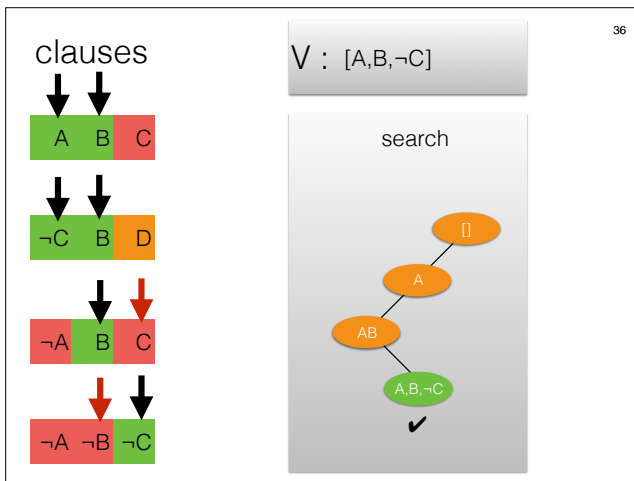 36
clauses
V : [A,B,¬C]
A B C
¬C B D
¬A B C
¬A ¬B ¬C
search
[]
A
AB
A,B,¬C
✔